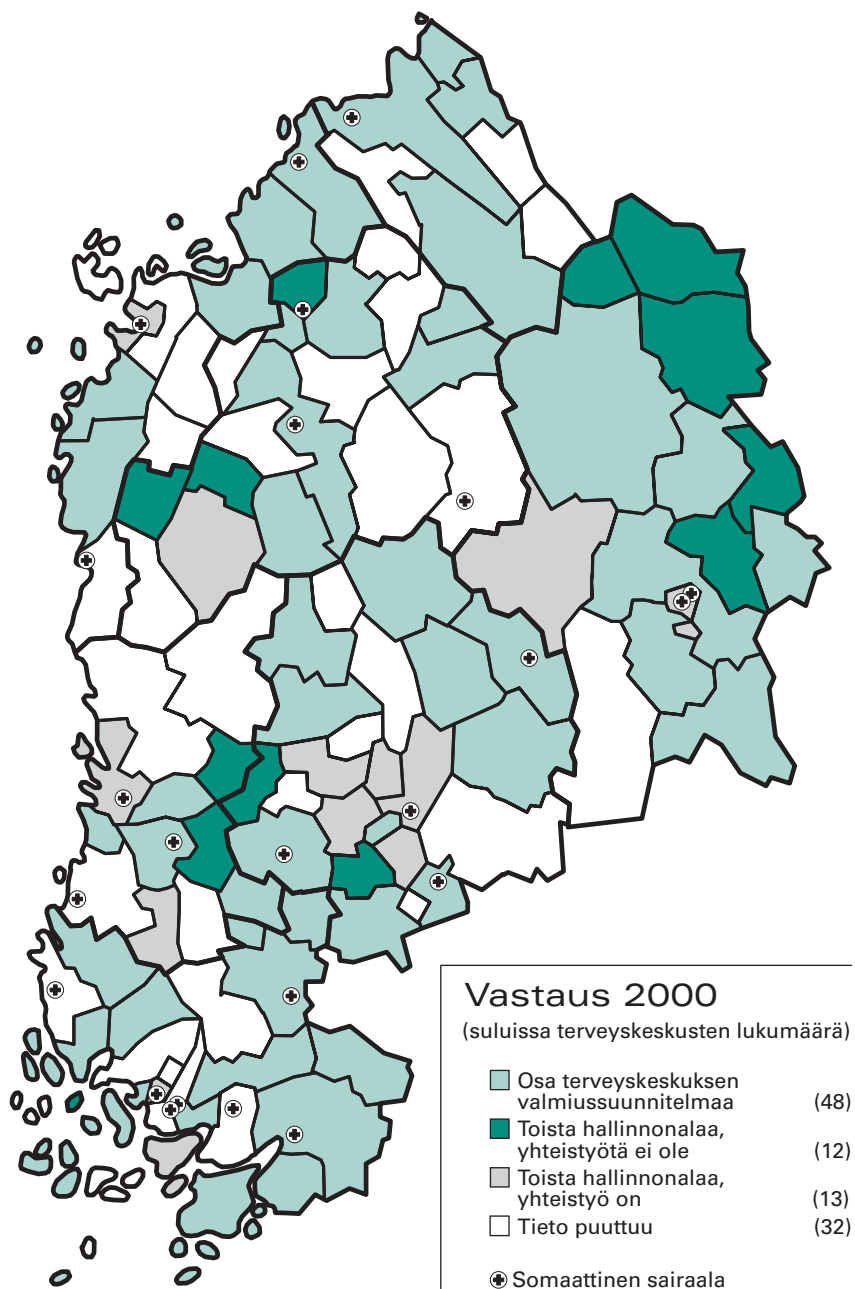 Vastaus 2000
(suluissa terveyskeskusten lukumäärä)
Osa terveyskeskuksen
valmiussuunnitelmaa (48)
Toista hallinnonalaa,
yhteistyötä ei ole (12)
Toista hallinnonalaa,
yhteistyö on (13)
Tieto puuttuu (32)
Somaattinen sairaala